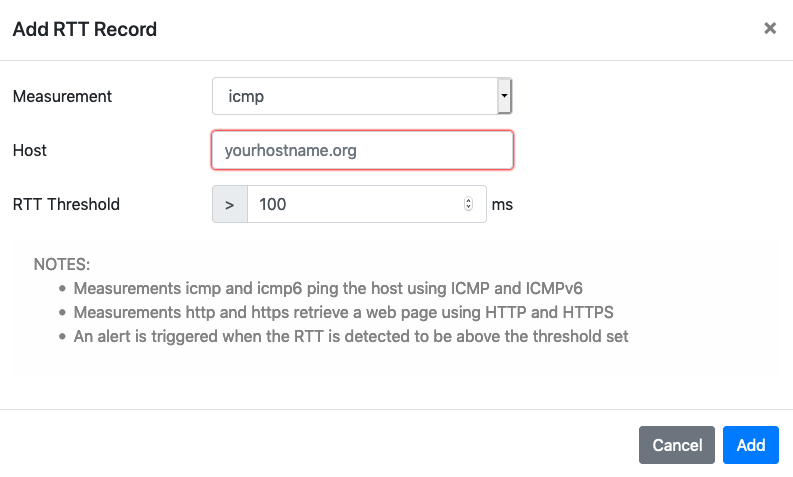 Add RTT Record ×
Measurement icmp
Host yourhostname.org
RTT Threshold > 100 ms
NOTES:
• Measurements icmp and icmp6 ping the host using ICMP and ICMPv6
• Measurements http and https retrieve a web page using HTTP and HTTPS
• An alert is triggered when the RTT is detected to be above the threshold set
Cancel Add